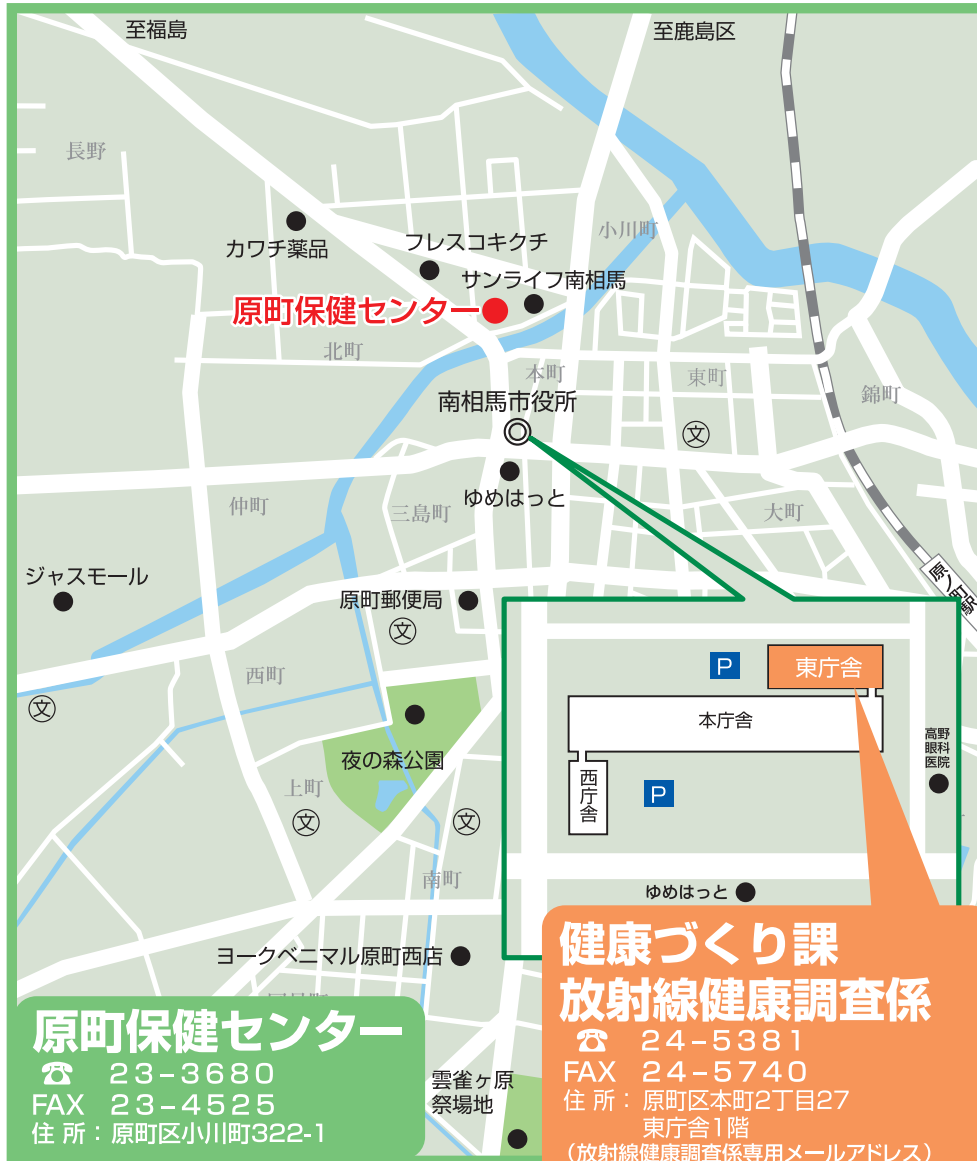 至福島
至鹿島区
長野
カワチ薬品
フレスコキクチ
小川町
サンライフ南相馬
原町保健センター
北町
本町
東町
錦町
南相馬市役所
文
ゆめはっと
仲町
三島町
大町
ジャスモール
原ノ町駅
原町郵便局
文
西町
文
夜の森公園
上町
文
文
南町
P
東庁舎
本庁舎
西庁舎
P
高野
眼科
医院
ゆめはっと
ヨークベニマル原町西店
雲雀ヶ原
祭場地
原町保健センター
☎ 23-3680
FAX 23-4525
住 所 : 原町区小川町322-1
健康づくり課
放射線健康調査係
☎ 24-5381
FAX 24-5740
住 所 : 原町区本町2丁目27
東庁舎1階
(放射線健康調査係専用メールアドレス)